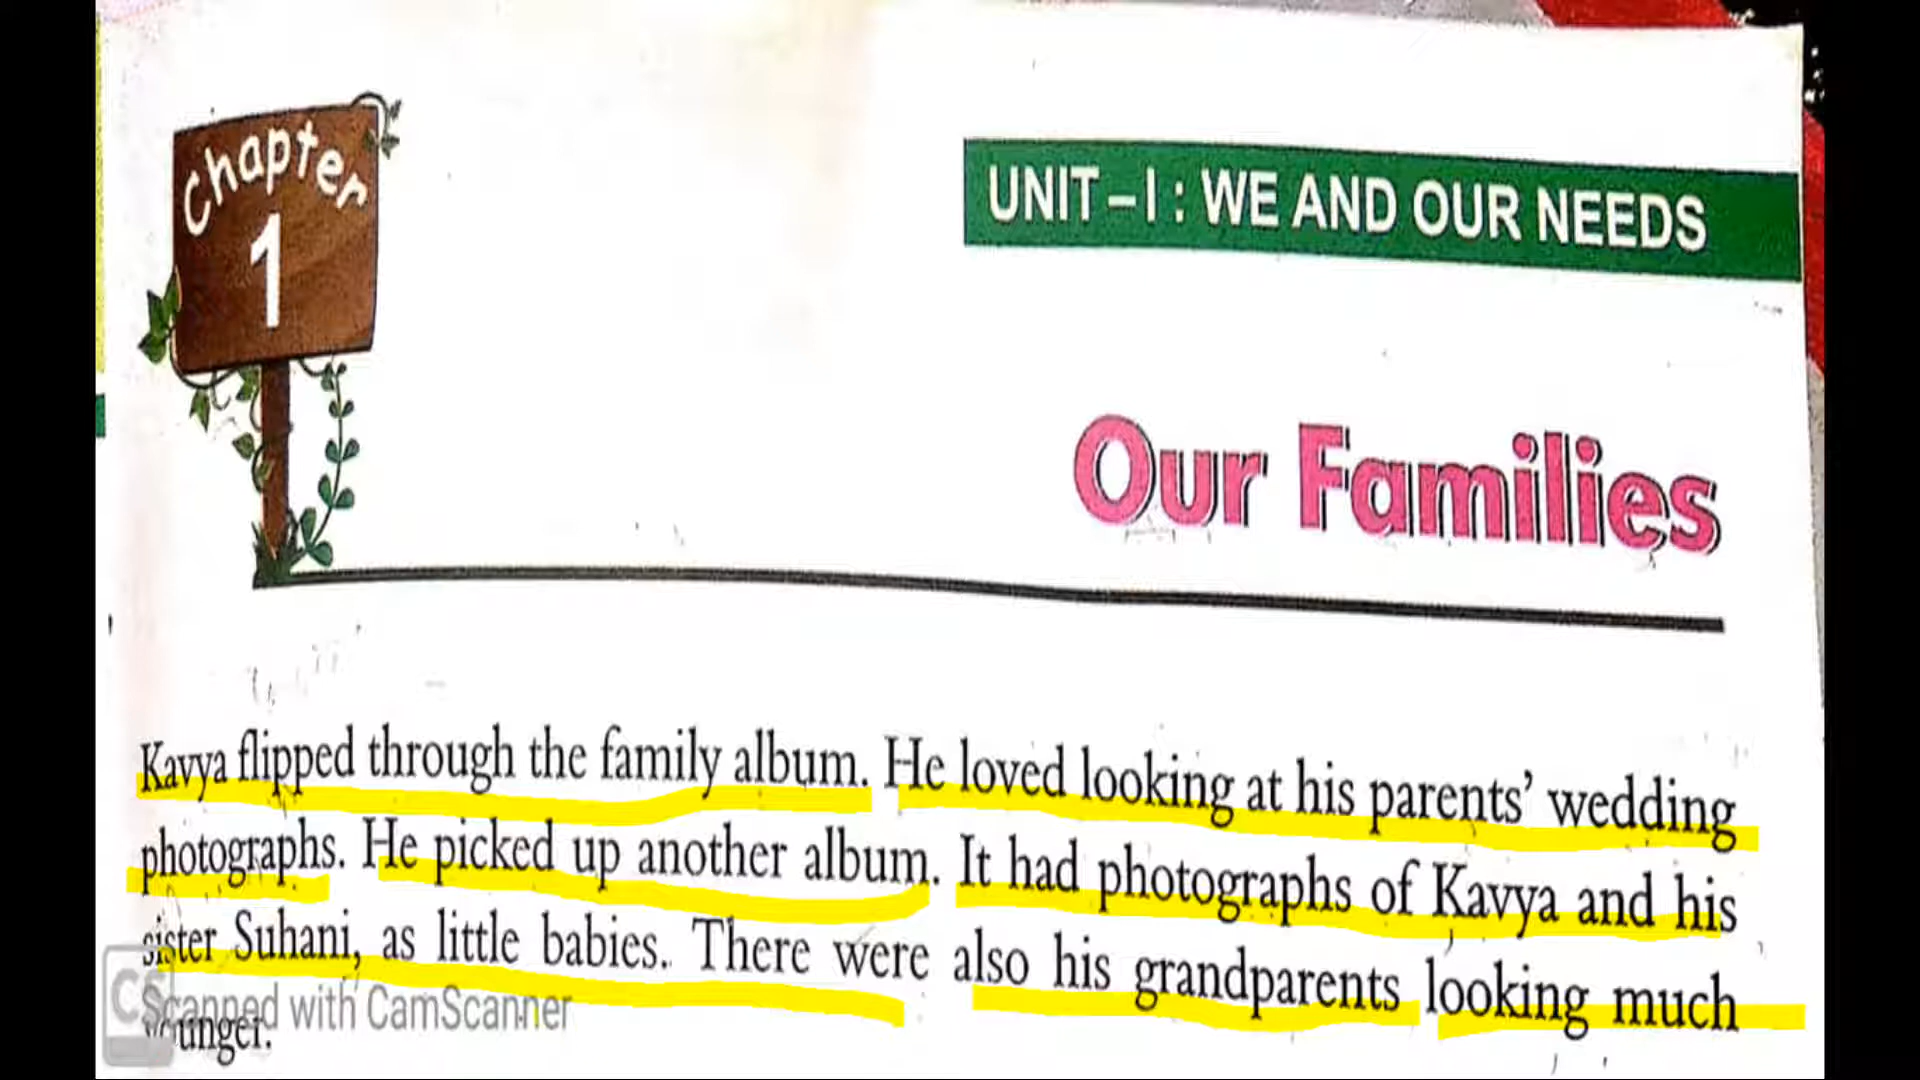 Chapter
1
UNIT – I : WE AND OUR NEEDS
Our Families
Kavya flipped through the family album. He loved looking at his parents’ wedding
photographs. He picked up another album. It had photographs of Kavya and his
sister Suhani, as little babies. There were also his grandparents looking much
younger.
CS
Scanned with CamScanner